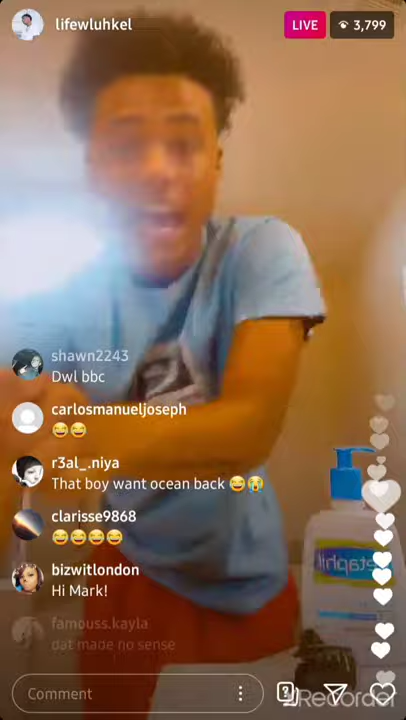 lifewluhkel
LIVE
3,799
shawn2243
Dwl bbc
carlosmanueljoseph
😂😂
r3al_.niya
That boy want ocean back 😂😭
clarisse9868
😂😂😂😂
bizwitlondon
Hi Mark!
famouss.kayla
dat made no sense
etaphil
Comment
Recorder